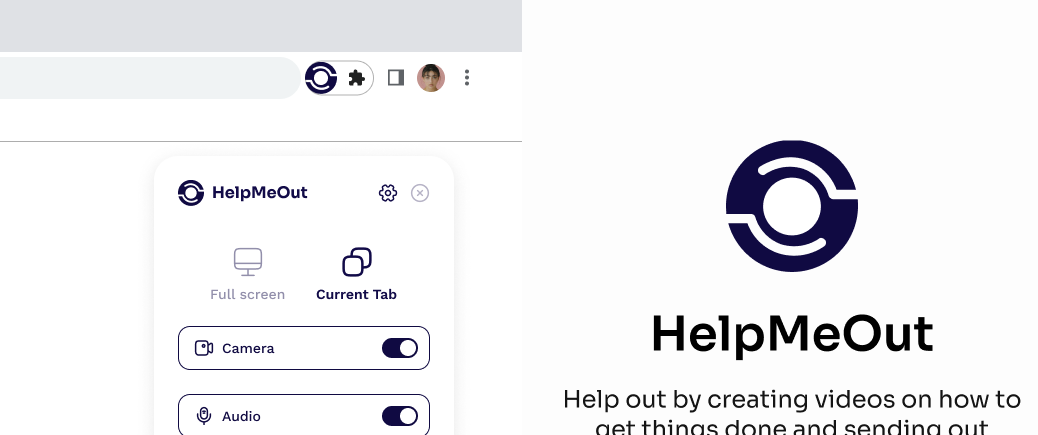 HelpMeOut
Full screen
Current Tab
Camera
Audio
HelpMeOut
Help out by creating videos on how to
get things done and sending out